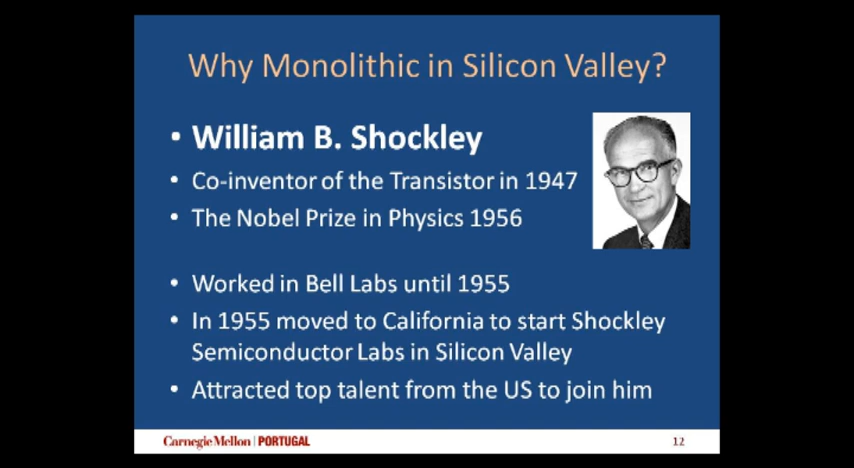 Why Monolithic in Silicon Valley?
• William B. Shockley
• Co-inventor of the Transistor in 1947
• The Nobel Prize in Physics 1956
• Worked in Bell Labs until 1955
• In 1955 moved to California to start Shockley
Semiconductor Labs in Silicon Valley
• Attracted top talent from the US to join him
Carnegie Mellon | PORTUGAL
12